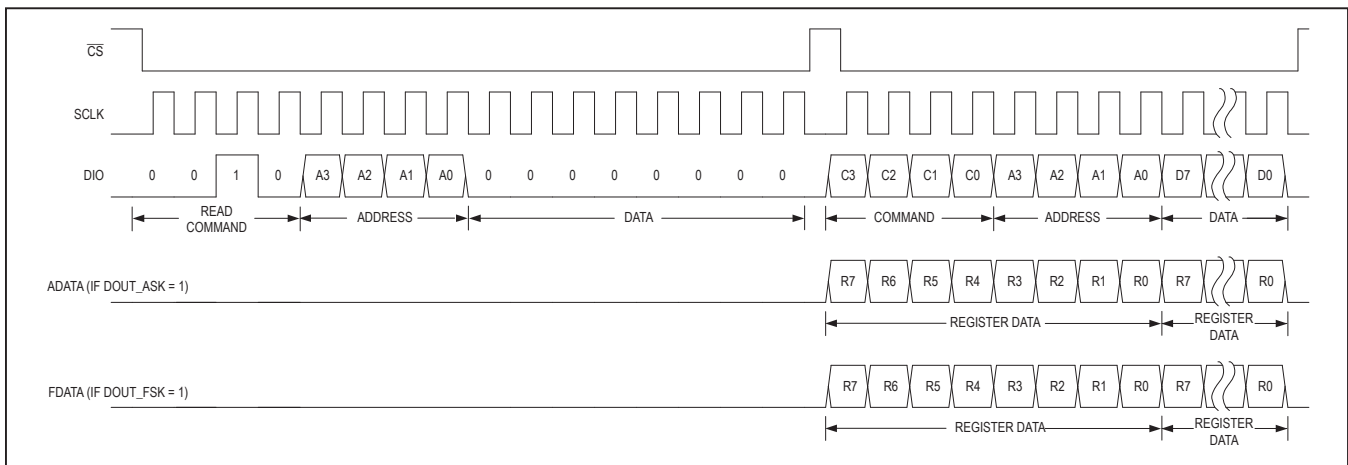 CS
SCLK
DIO 0 0 1 0 A3 A2 A1 A0 0 0 0 0 0 0 0 0 C3 C2 C1 C0 A3 A2 A1 A0 D7 D0
READ COMMAND ADDRESS DATA COMMAND ADDRESS DATA
ADATA (IF DOUT_ASK = 1) R7 R6 R5 R4 R3 R2 R1 R0 R7 R0
REGISTER DATA REGISTER DATA
FDATA (IF DOUT_FSK = 1) R7 R6 R5 R4 R3 R2 R1 R0 R7 R0
REGISTER DATA REGISTER DATA